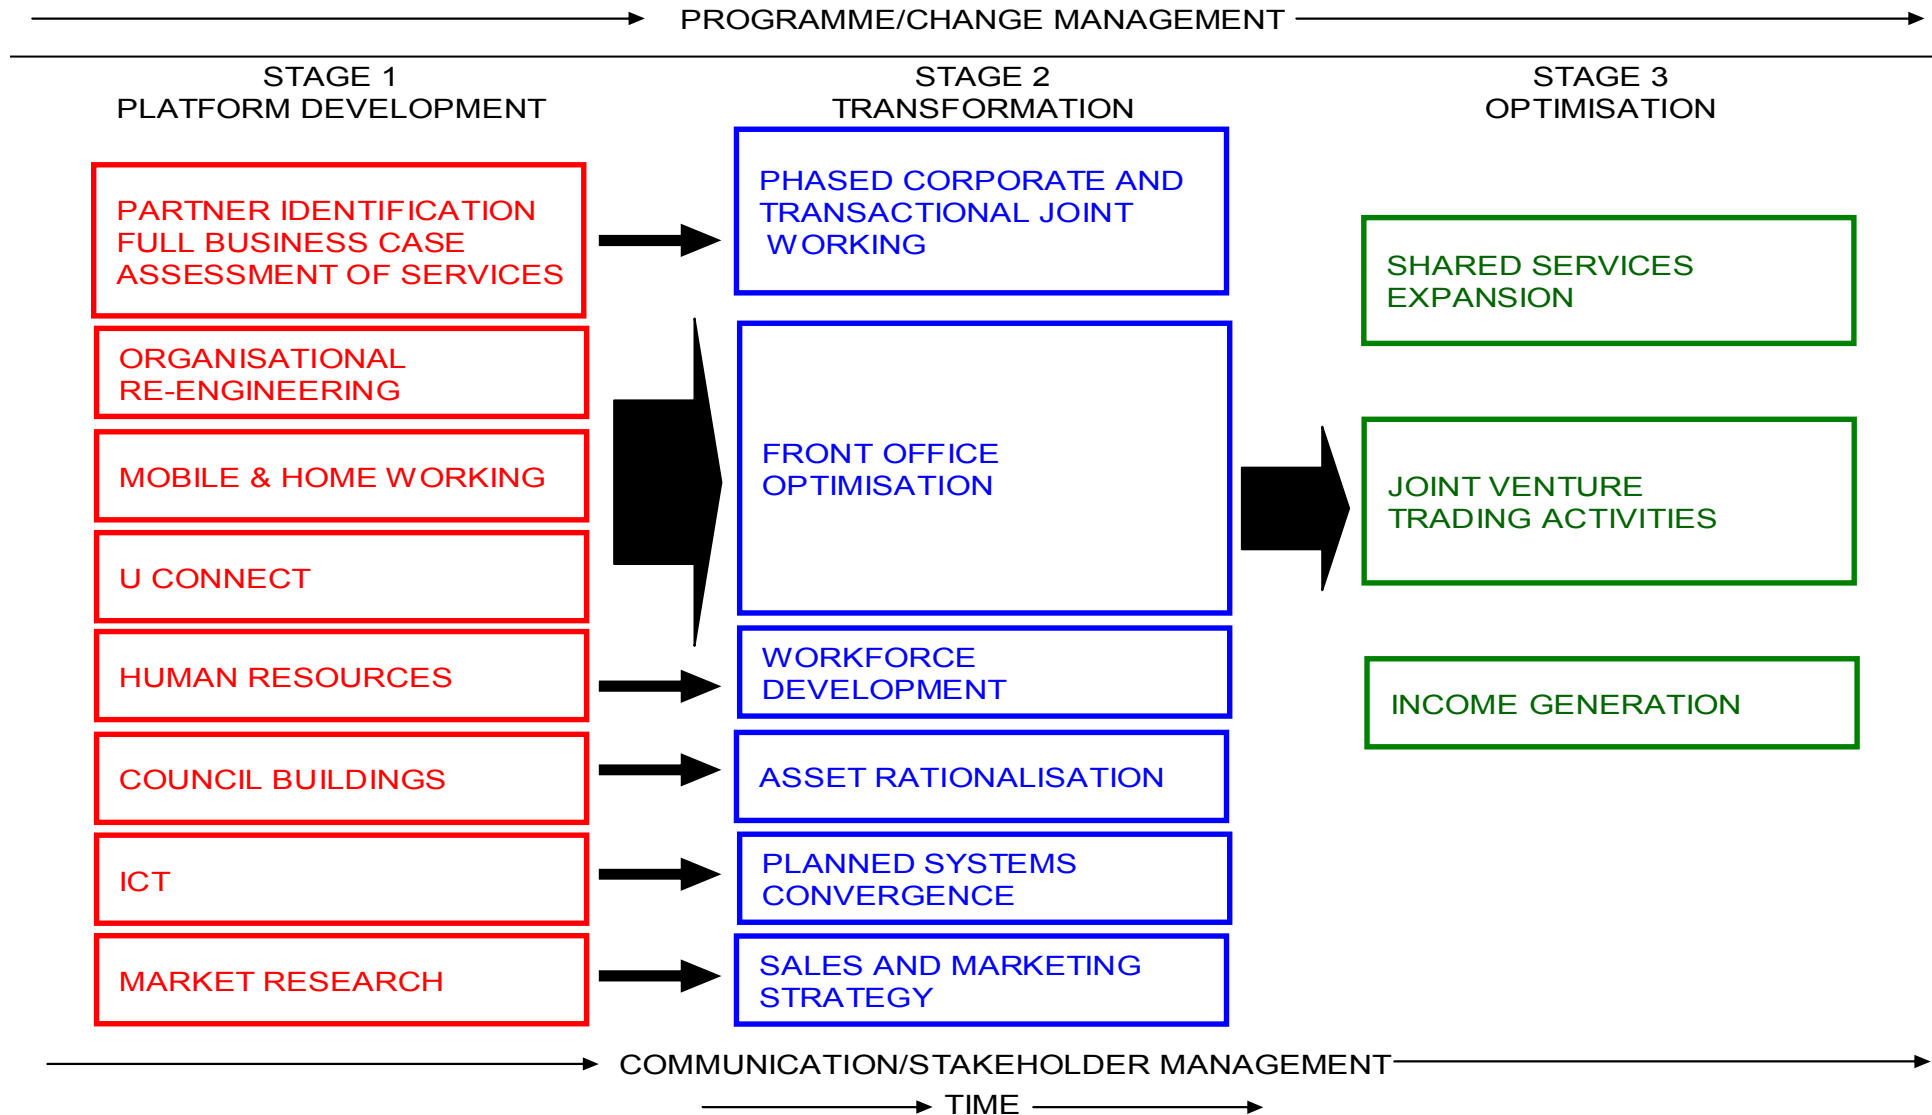 PROGRAMME/CHANGE MANAGEMENT
STAGE 1
PLATFORM DEVELOPMENT
STAGE 2
TRANSFORMATION
STAGE 3
OPTIMISATION
PARTNER IDENTIFICATION
FULL BUSINESS CASE
ASSESSMENT OF SERVICES
ORGANISATIONAL
RE-ENGINEERING
MOBILE & HOME WORKING
U CONNECT
HUMAN RESOURCES
COUNCIL BUILDINGS
ICT
MARKET RESEARCH
PHASED CORPORATE AND
TRANSACTIONAL JOINT
WORKING
FRONT OFFICE
OPTIMISATION
WORKFORCE
DEVELOPMENT
ASSET RATIONALISATION
PLANNED SYSTEMS
CONVERGENCE
SALES AND MARKETING
STRATEGY
SHARED SERVICES
EXPANSION
JOINT VENTURE
TRADING ACTIVITIES
INCOME GENERATION
COMMUNICATION/STAKEHOLDER MANAGEMENT
TIME